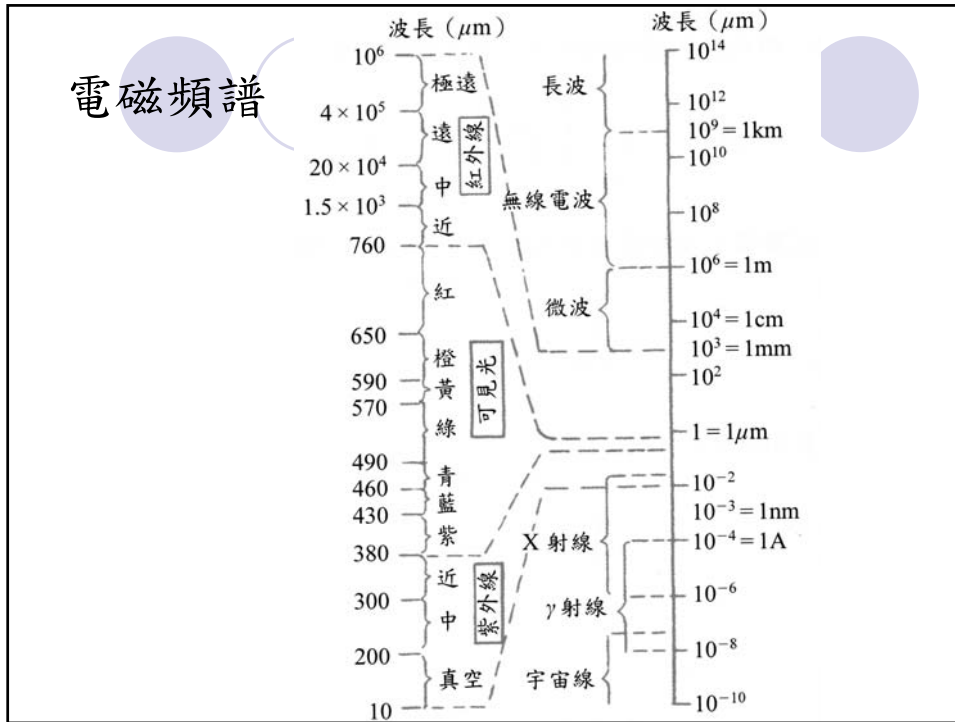 電磁頻譜
波長（μm）
10⁶
極遠
4 × 10⁵
遠
20 × 10⁴
中
1.5 × 10³
近
760
紅外線
紅
650
橙
590
黃
570
綠
490
青
460
藍
430
紫
380
可見光
近
300
中
200
真空
10
紫外線
波長（μm）
10¹⁴
長波
10¹²
10⁹ = 1km
10¹⁰
無線電波
10⁸
10⁶ = 1m
微波
10⁴ = 1cm
10³ = 1mm
10²
1 = 1μm
10⁻²
10⁻³ = 1nm
X 射線
10⁻⁴ = 1A
10⁻⁶
γ 射線
10⁻⁸
宇宙線
10⁻¹⁰